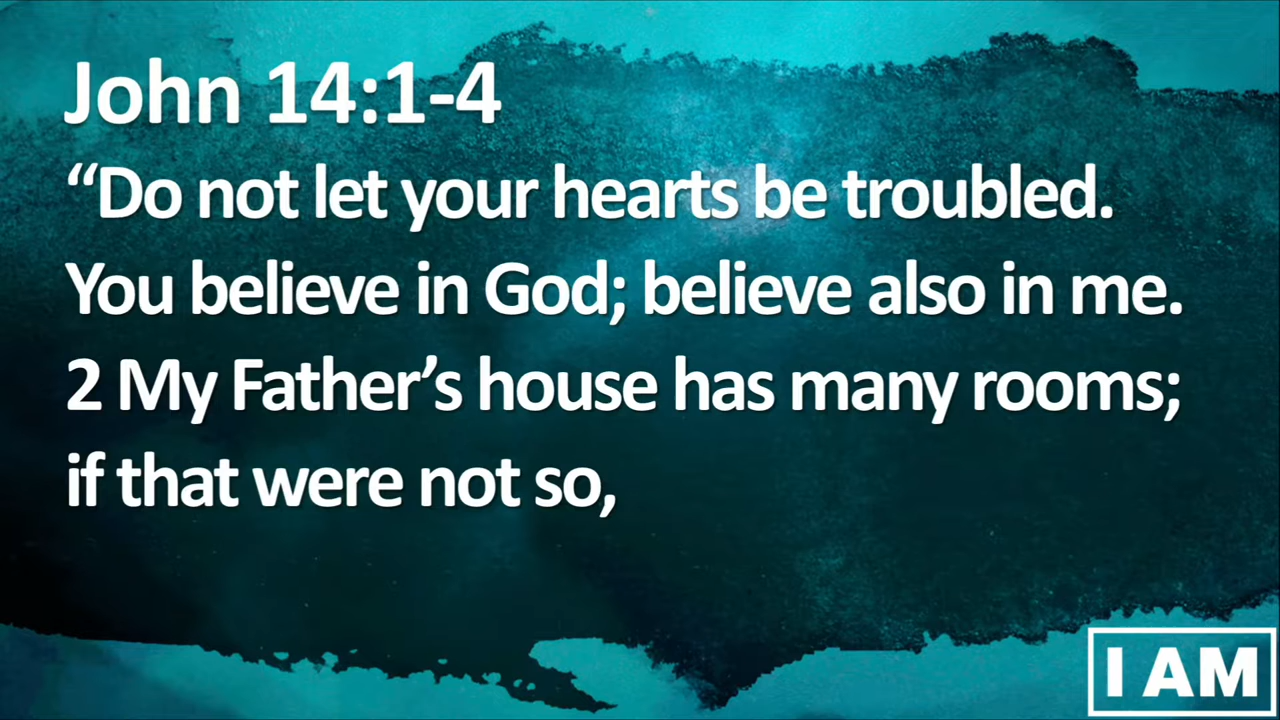 John 14:1-4
“Do not let your hearts be troubled.
You believe in God; believe also in me.
2 My Father’s house has many rooms;
if that were not so,
I AM